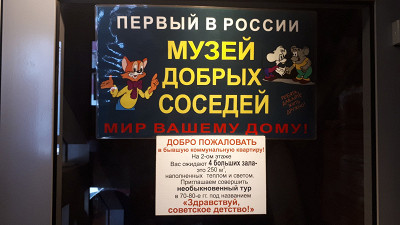 ПЕРВЫЙ В РОССИИ
МУЗЕЙ
ДОБРЫХ
СОСЕДЕЙ
МИР ВАШЕМУ ДОМУ!
ДОБРО ПОЖАЛОВАТЬ
в бывшую коммунальную квартиру!
На 2-ом этаже
Вас ожидают 4 больших зала-
это 250 м²,
наполненных теплом и светом.
Приглашаем совершить
необыкновенный тур
в 70-80-е гг. под названием
«Здравствуй,
советское детство!»